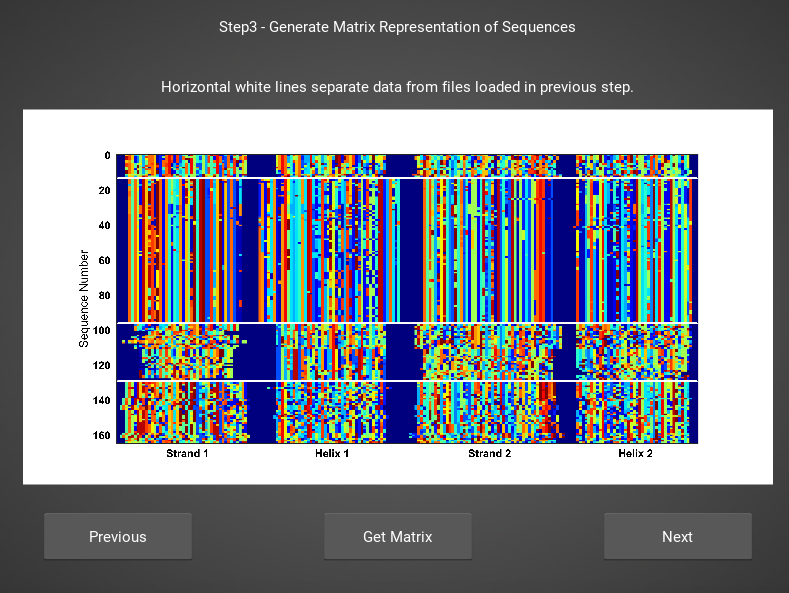 Step3 - Generate Matrix Representation of Sequences
Horizontal white lines separate data from files loaded in previous step.
0
20
40
60
80
100
120
140
160
Sequence Number
Strand 1
Helix 1
Strand 2
Helix 2
Previous
Get Matrix
Next